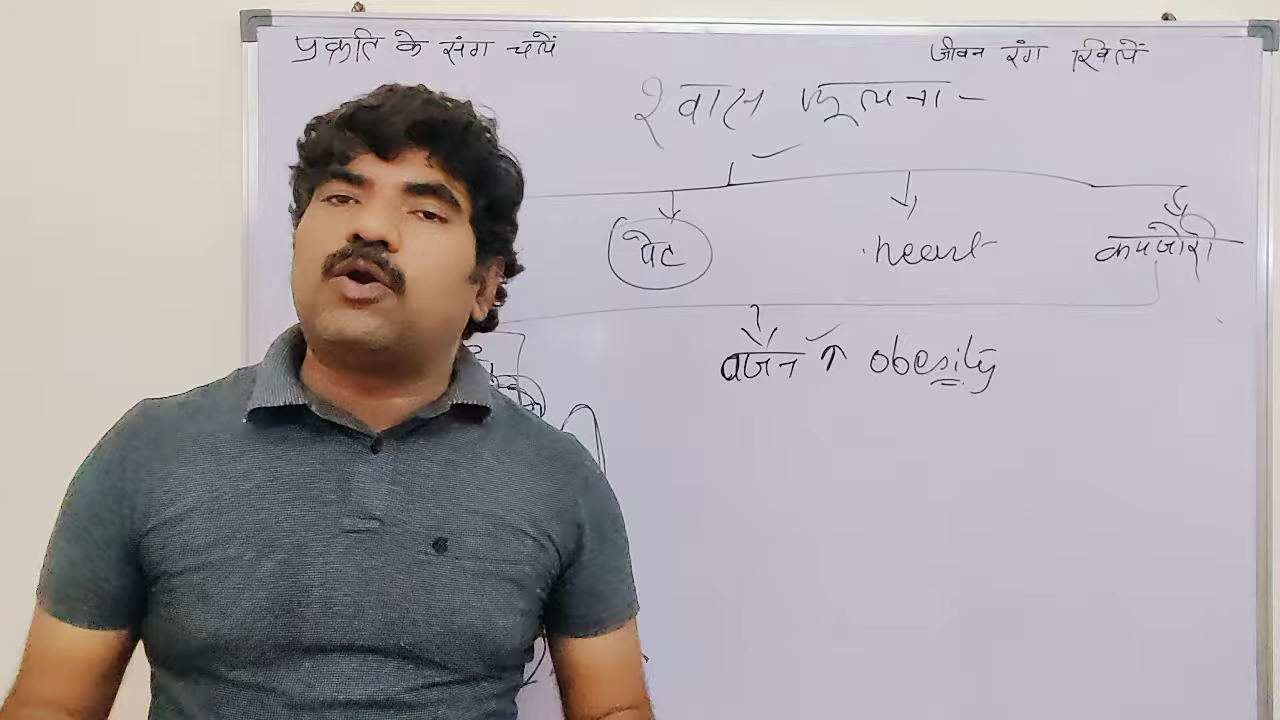 प्रकृति के संग चलें जीवन रंग खिलें
श्वास फूलना -
पेट heart कमजोरी
वजन ↑ obesity